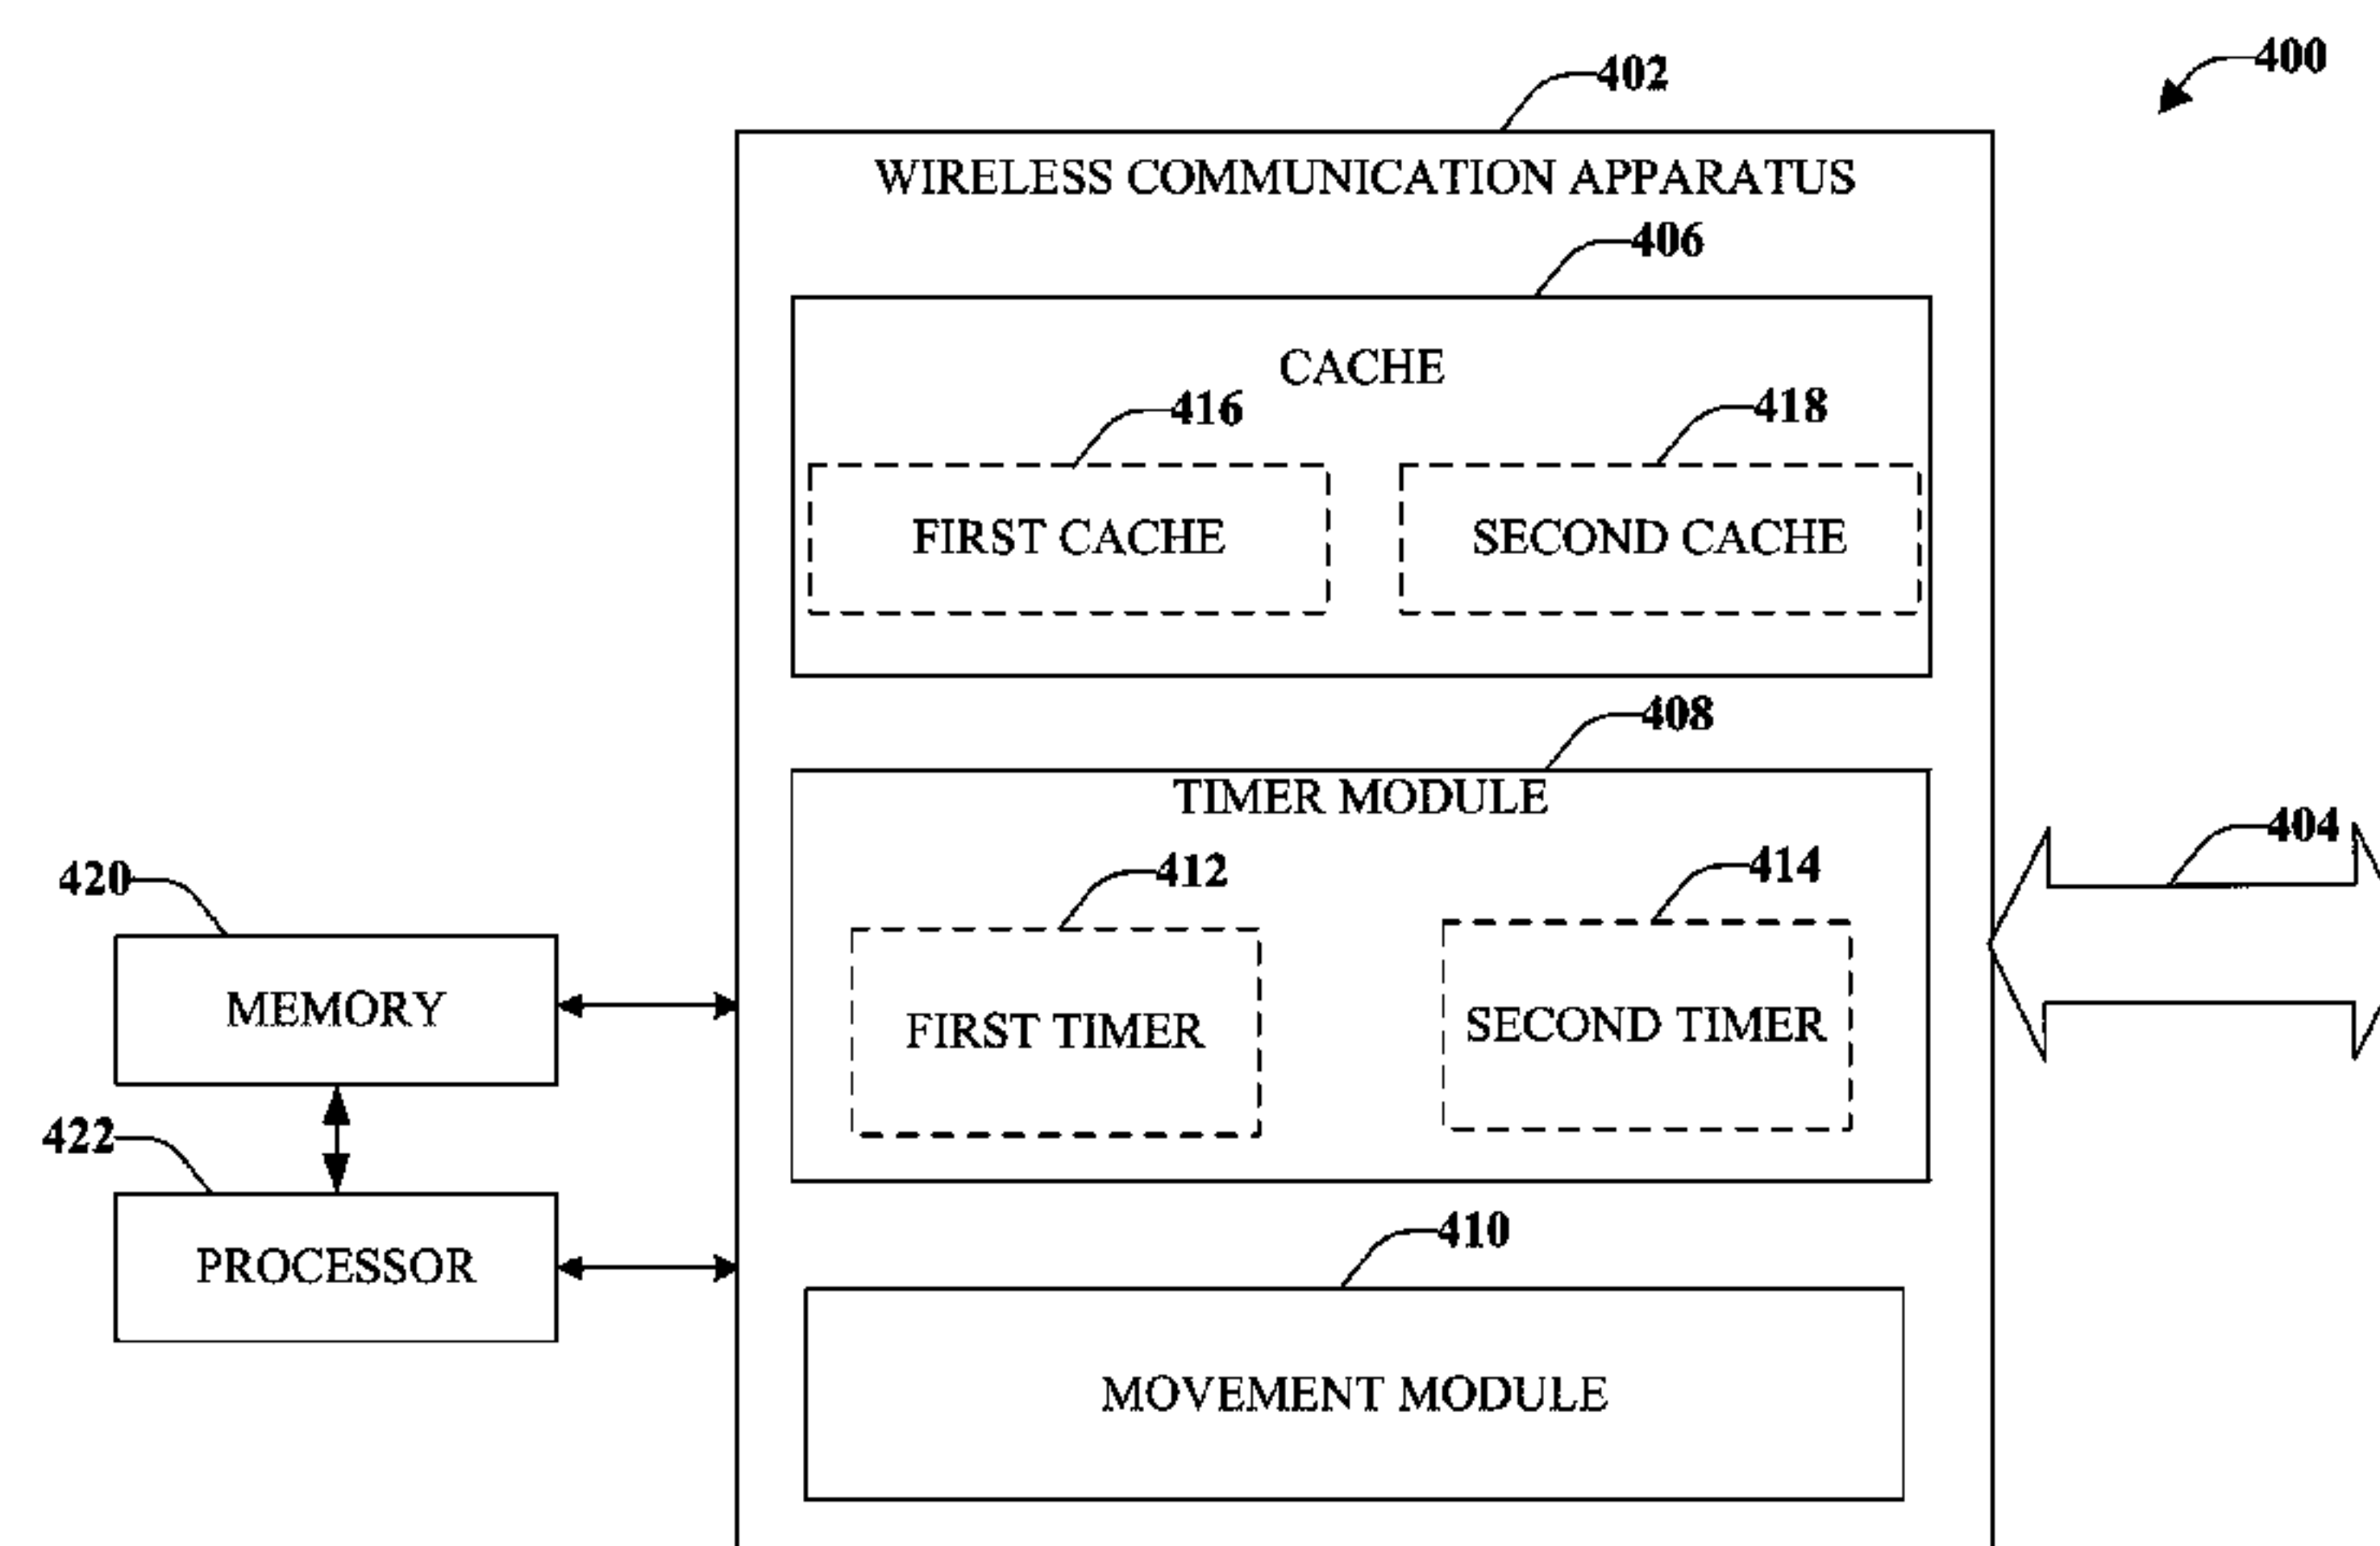 400
402
WIRELESS COMMUNICATION APPARATUS
406
CACHE
416
418
FIRST CACHE
SECOND CACHE
408
TIMER MODULE
404
412
414
420
MEMORY
FIRST TIMER
SECOND TIMER
422
410
PROCESSOR
MOVEMENT MODULE